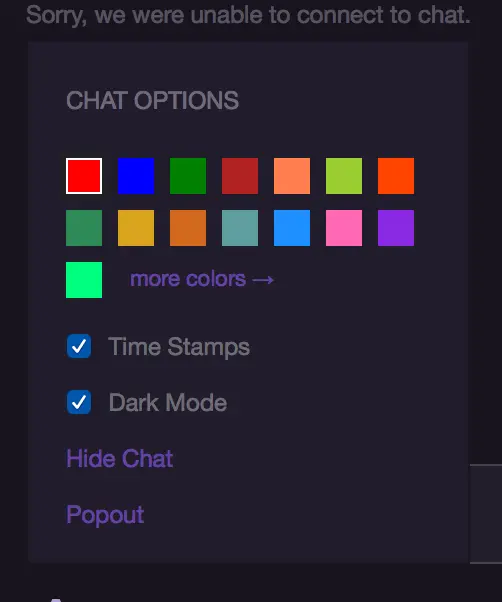 Sorry, we were unable to connect to chat.
CHAT OPTIONS
more colors →
Time Stamps
Dark Mode
Hide Chat
Popout